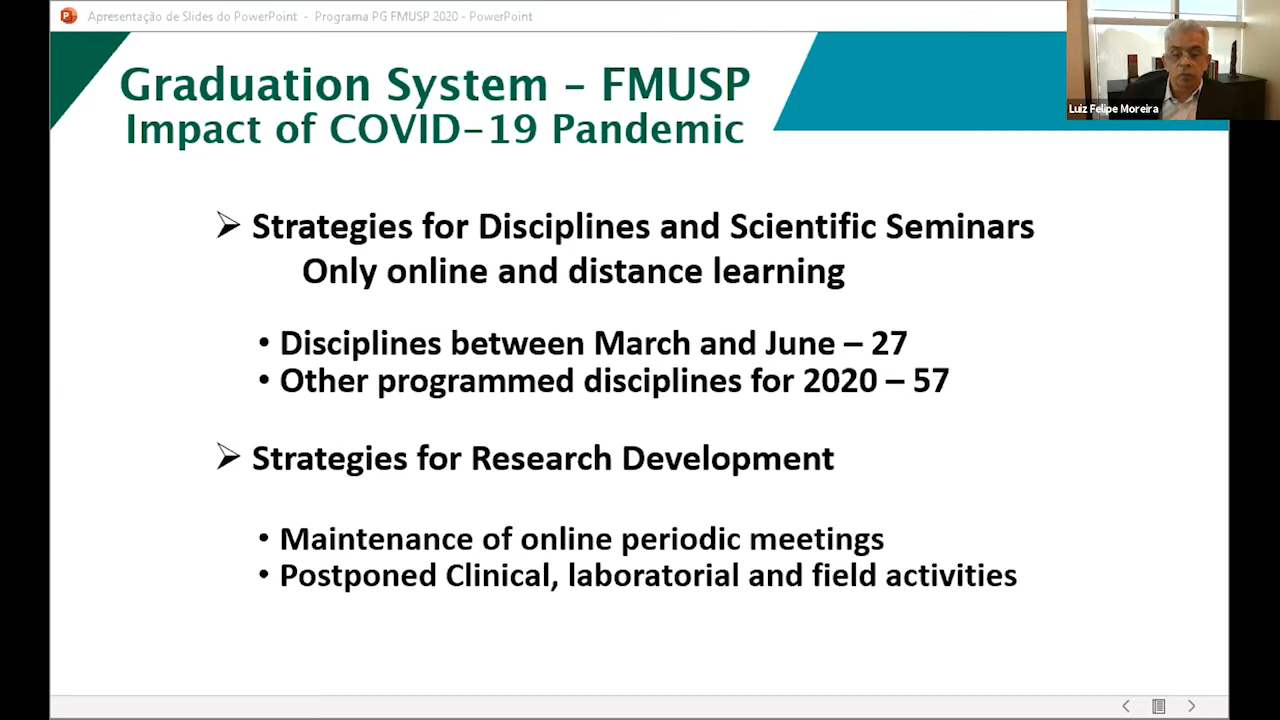 Apresentação de Slides do PowerPoint - Programa PG FMUSP 2020 - PowerPoint
Graduation System – FMUSP
Impact of COVID-19 Pandemic
Luiz Felipe Moreira
➢ Strategies for Disciplines and Scientific Seminars
Only online and distance learning
• Disciplines between March and June – 27
• Other programmed disciplines for 2020 – 57
➢ Strategies for Research Development
• Maintenance of online periodic meetings
• Postponed Clinical, laboratorial and field activities